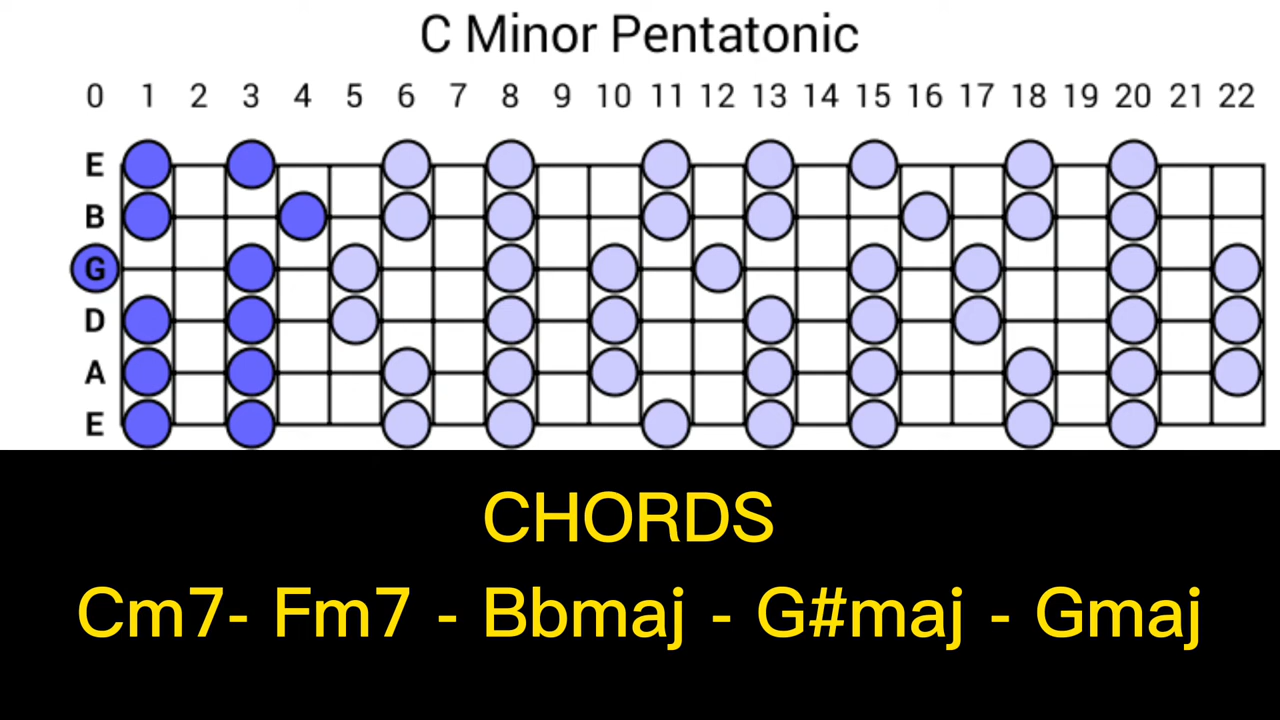 C Minor Pentatonic
0 1 2 3 4 5 6 7 8 9 10 11 12 13 14 15 16 17 18 19 20 21 22
E
B
G
D
A
E
CHORDS
Cm7- Fm7 - Bbmaj - G#maj - Gmaj